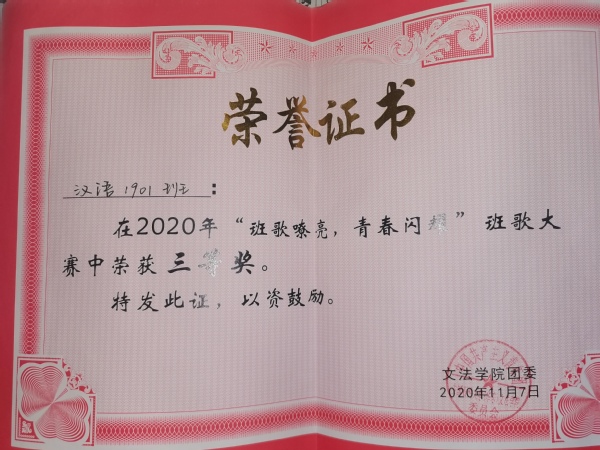 荣誉证书
汉语1901班：
在2020年“班歌嘹亮，青春闪耀”班歌大
赛中荣获三等奖。
特发此证，以资鼓励。
文法学院团委
2020年11月7日